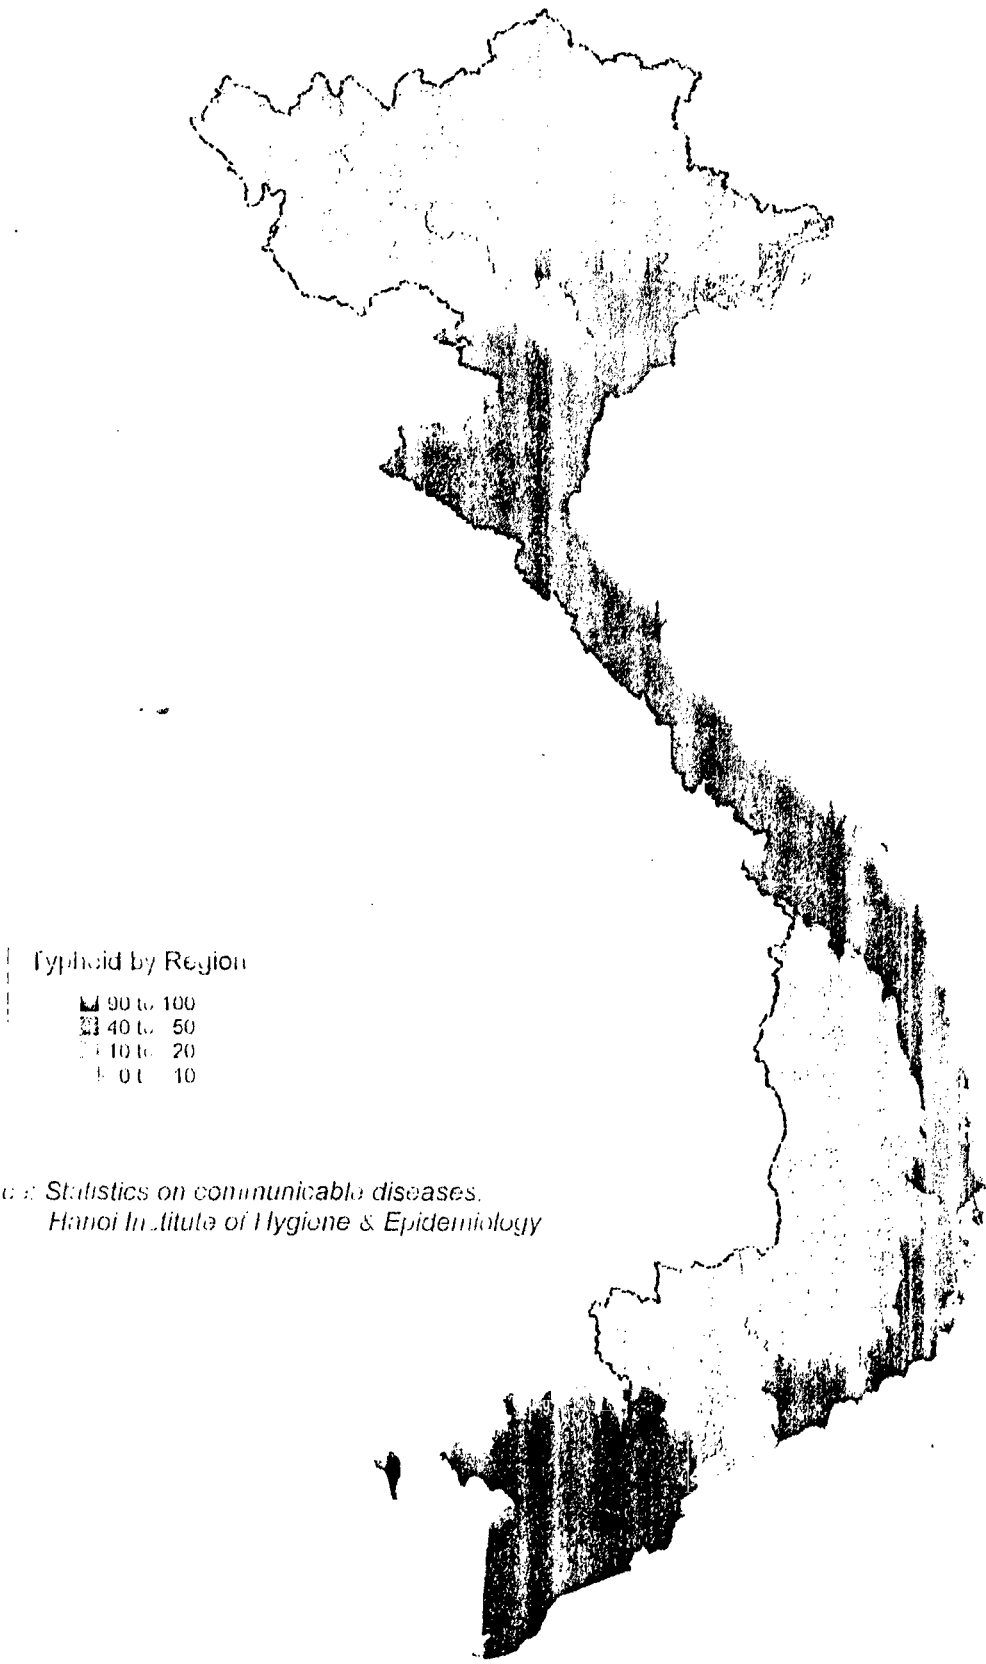 Typhoid by Region
90 to 100
40 to 50
10 to 20
0 t 10
Statistics on communicable diseases.
Hanoi Institute of Hygiene & Epidemiology